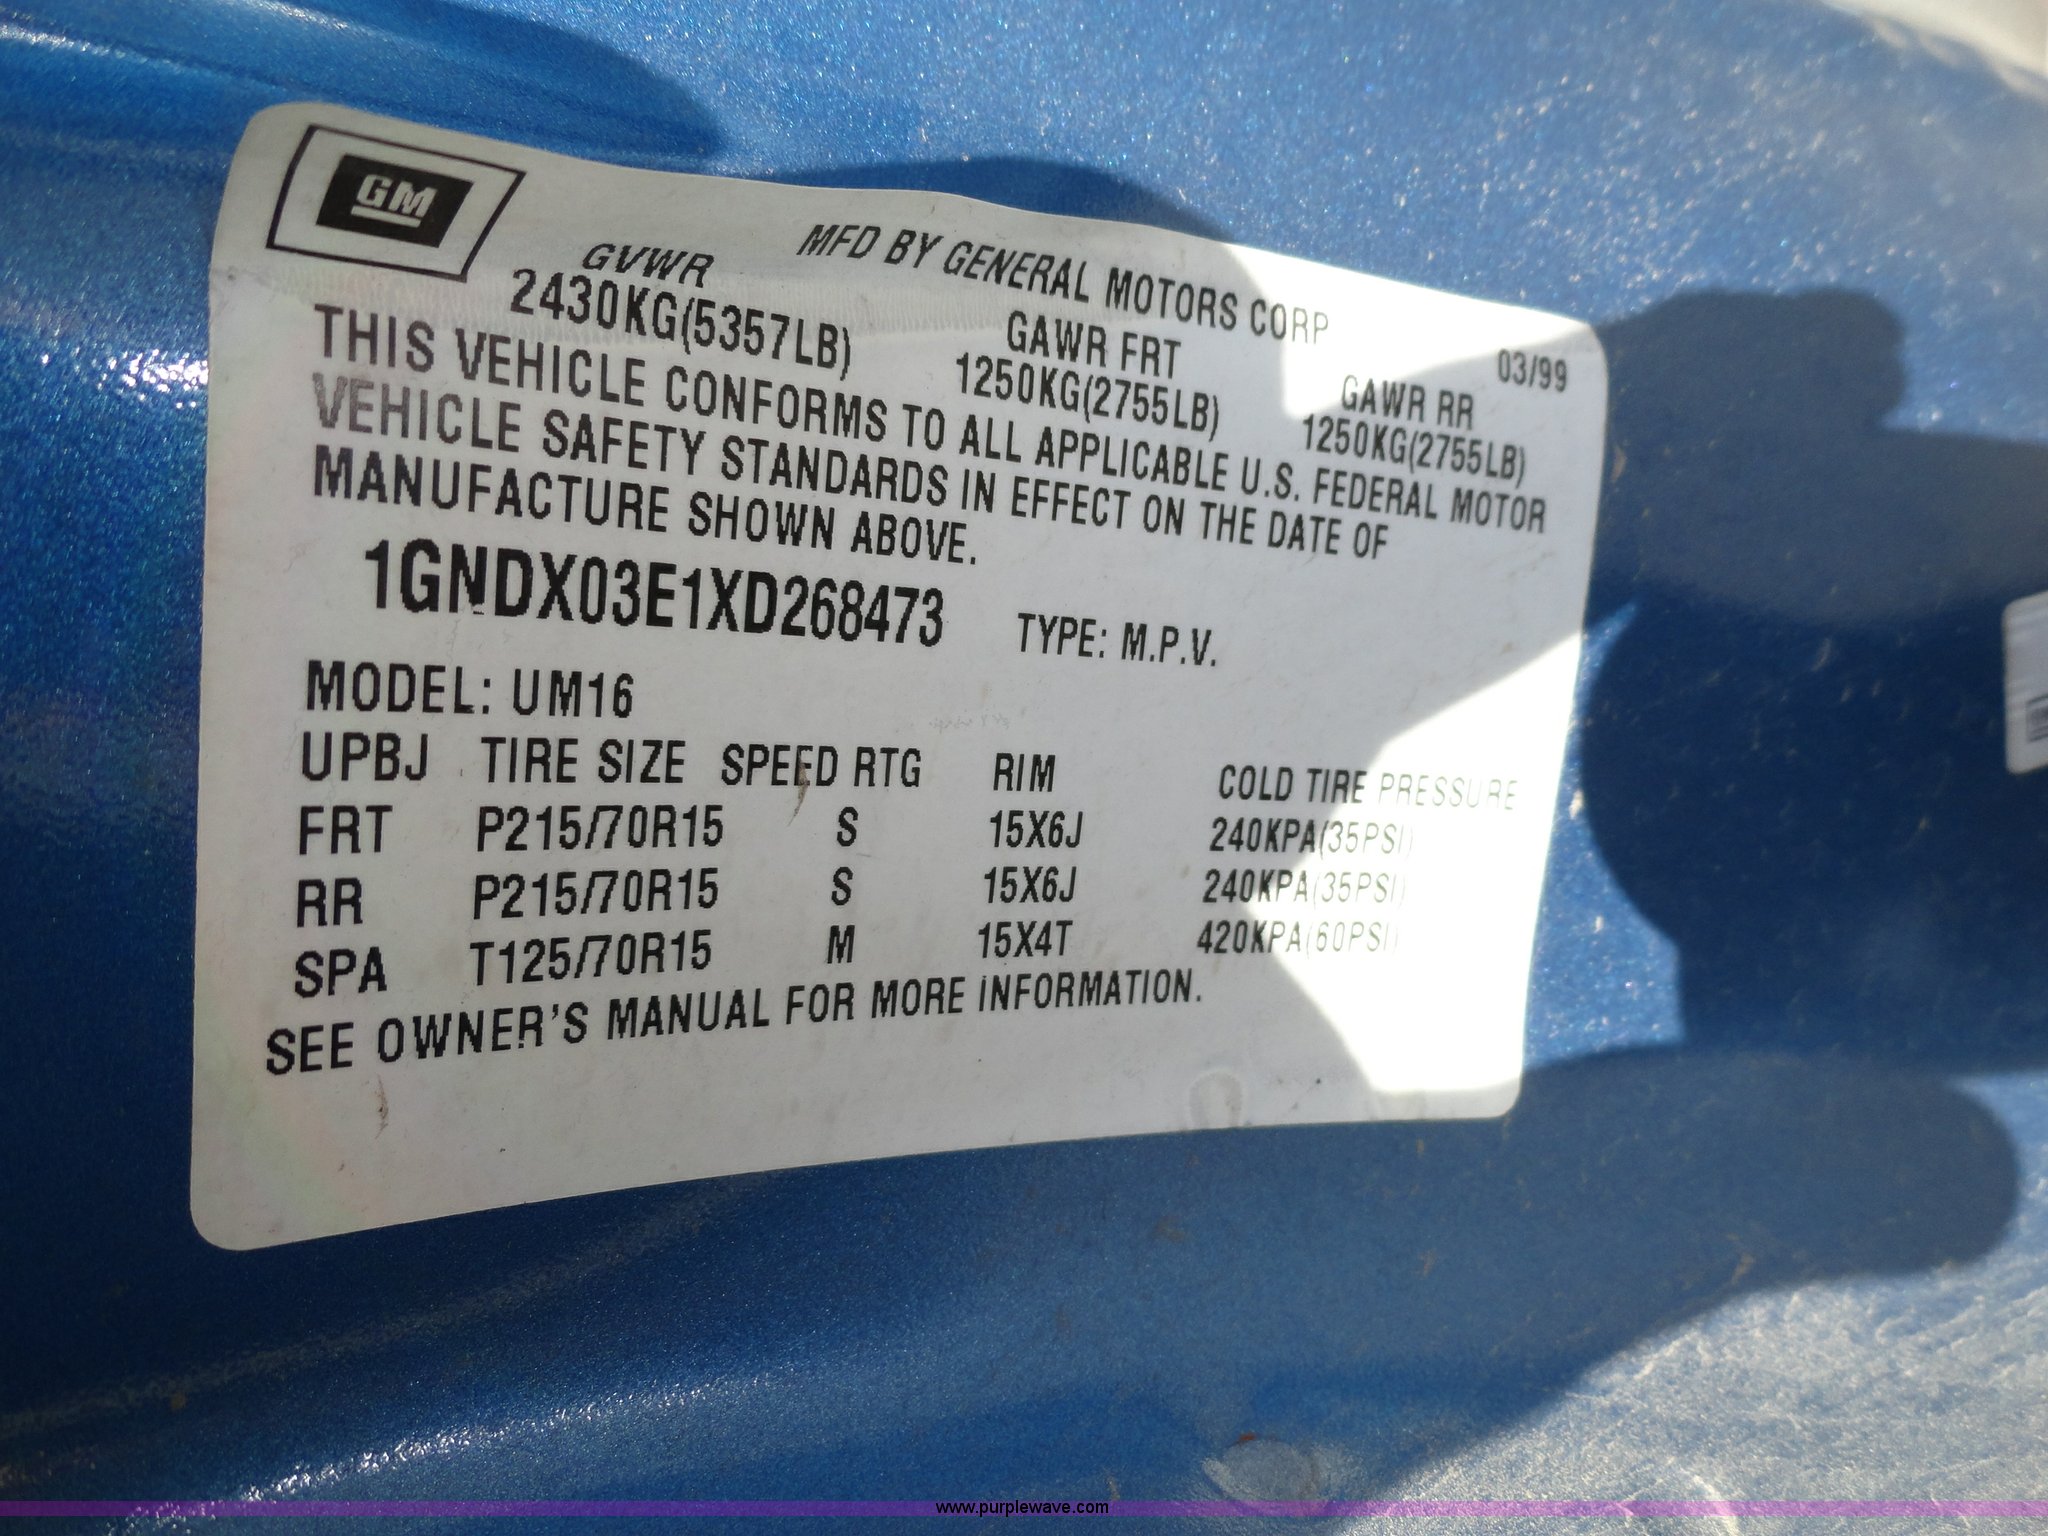 GM
MFD BY GENERAL MOTORS CORP
03/99
GVWR
GAWR FRT
GAWR RR
2430KG(5357LB)
1250KG(2755LB)
1250KG(2755LB)
THIS VEHICLE CONFORMS TO ALL APPLICABLE U.S. FEDERAL MOTOR
VEHICLE SAFETY STANDARDS IN EFFECT ON THE DATE OF
MANUFACTURE SHOWN ABOVE.
1GNDX03E1XD268473 TYPE: M.P.V.
MODEL: UM16
UPBJ TIRE SIZE SPEED RTG RIM COLD TIRE PRESSURE
FRT P215/70R15 S 15X6J 240KPA(35PSI)
RR P215/70R15 S 15X6J 240KPA(35PSI)
SPA T125/70R15 M 15X4T 420KPA(60PSI)
SEE OWNER'S MANUAL FOR MORE INFORMATION.
www.purplewave.com